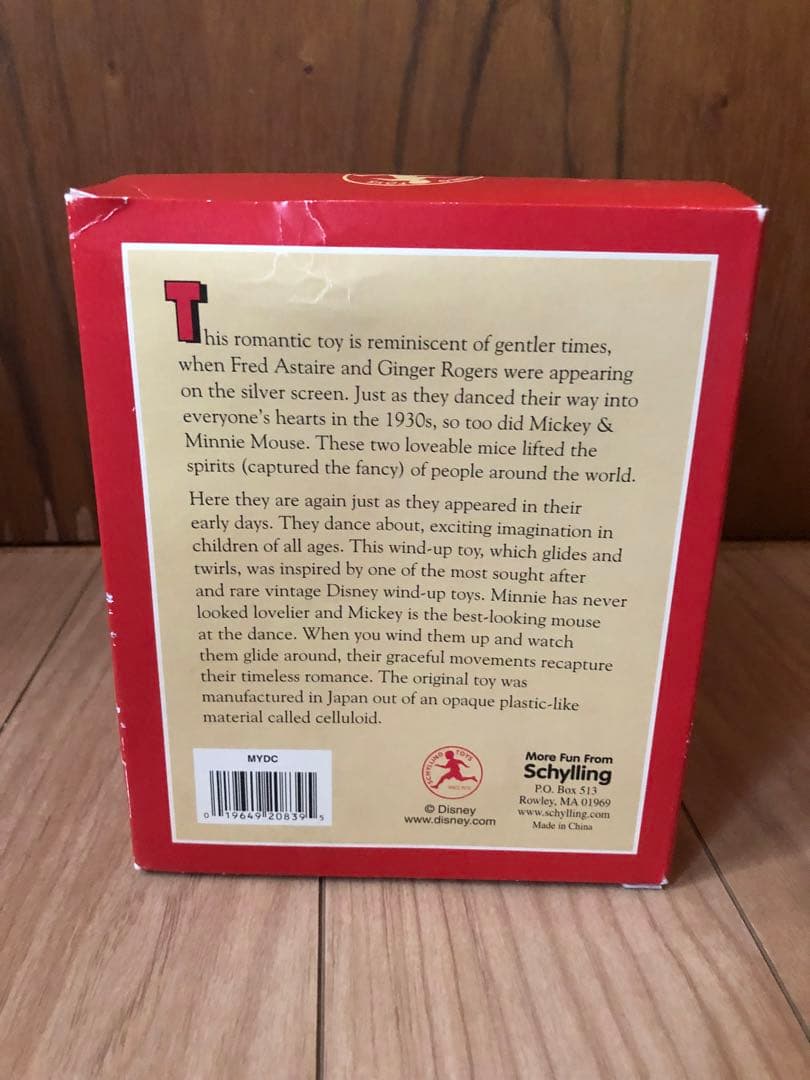 This romantic toy is reminiscent of gentler times,
when Fred Astaire and Ginger Rogers were appearing
on the silver screen. Just as they danced their way into
everyone's hearts in the 1930s, so too did Mickey &
Minnie Mouse. These two loveable mice lifted the
spirits (captured the fancy) of people around the world.
Here they are again just as they appeared in their
early days. They dance about, exciting imagination in
children of all ages. This wind-up toy, which glides and
twirls, was inspired by one of the most sought after
and rare vintage Disney wind-up toys. Minnie has never
looked lovelier and Mickey is the best-looking mouse
at the dance. When you wind them up and watch
them glide around, their graceful movements recapture
their timeless romance. The original toy was
manufactured in Japan out of an opaque plastic-like
material called celluloid.
MYDC
0 19649 20839 5
SCHYLLING TOYS
© Disney
www.disney.com
More Fun From
Schylling
P.O. Box 513
Rowley, MA 01969
www.schylling.com
Made in China